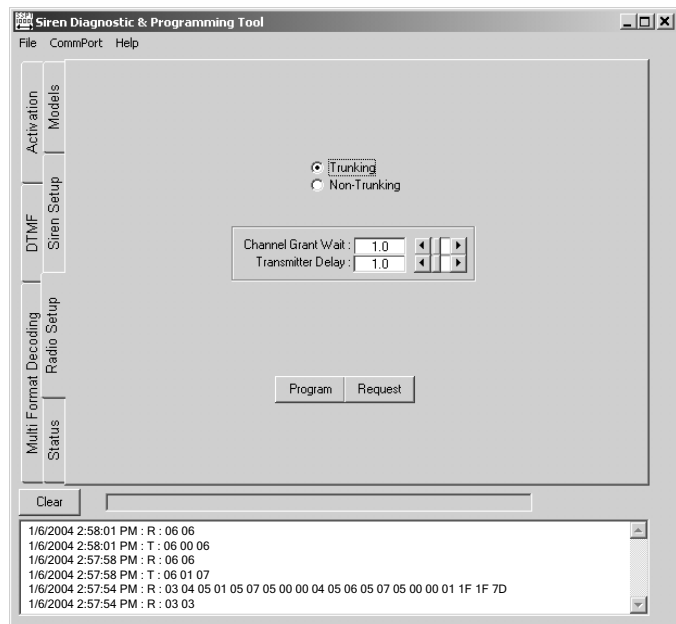 Siren Diagnostic & Programming Tool
File CommPort Help
Activation
Models
DTMF
Siren Setup
Multi Format Decoding
Radio Setup
Status
Trunking
Non-Trunking
Channel Grant Wait : 1.0
Transmitter Delay : 1.0
Program Request
Clear
1/6/2004 2:58:01 PM : R : 06 06
1/6/2004 2:58:01 PM : T : 06 00 06
1/6/2004 2:57:58 PM : R : 06 06
1/6/2004 2:57:58 PM : T : 06 01 07
1/6/2004 2:57:54 PM : R : 03 04 05 01 05 07 05 00 00 04 05 06 05 07 05 00 00 01 1F 1F 7D
1/6/2004 2:57:54 PM : R : 03 03